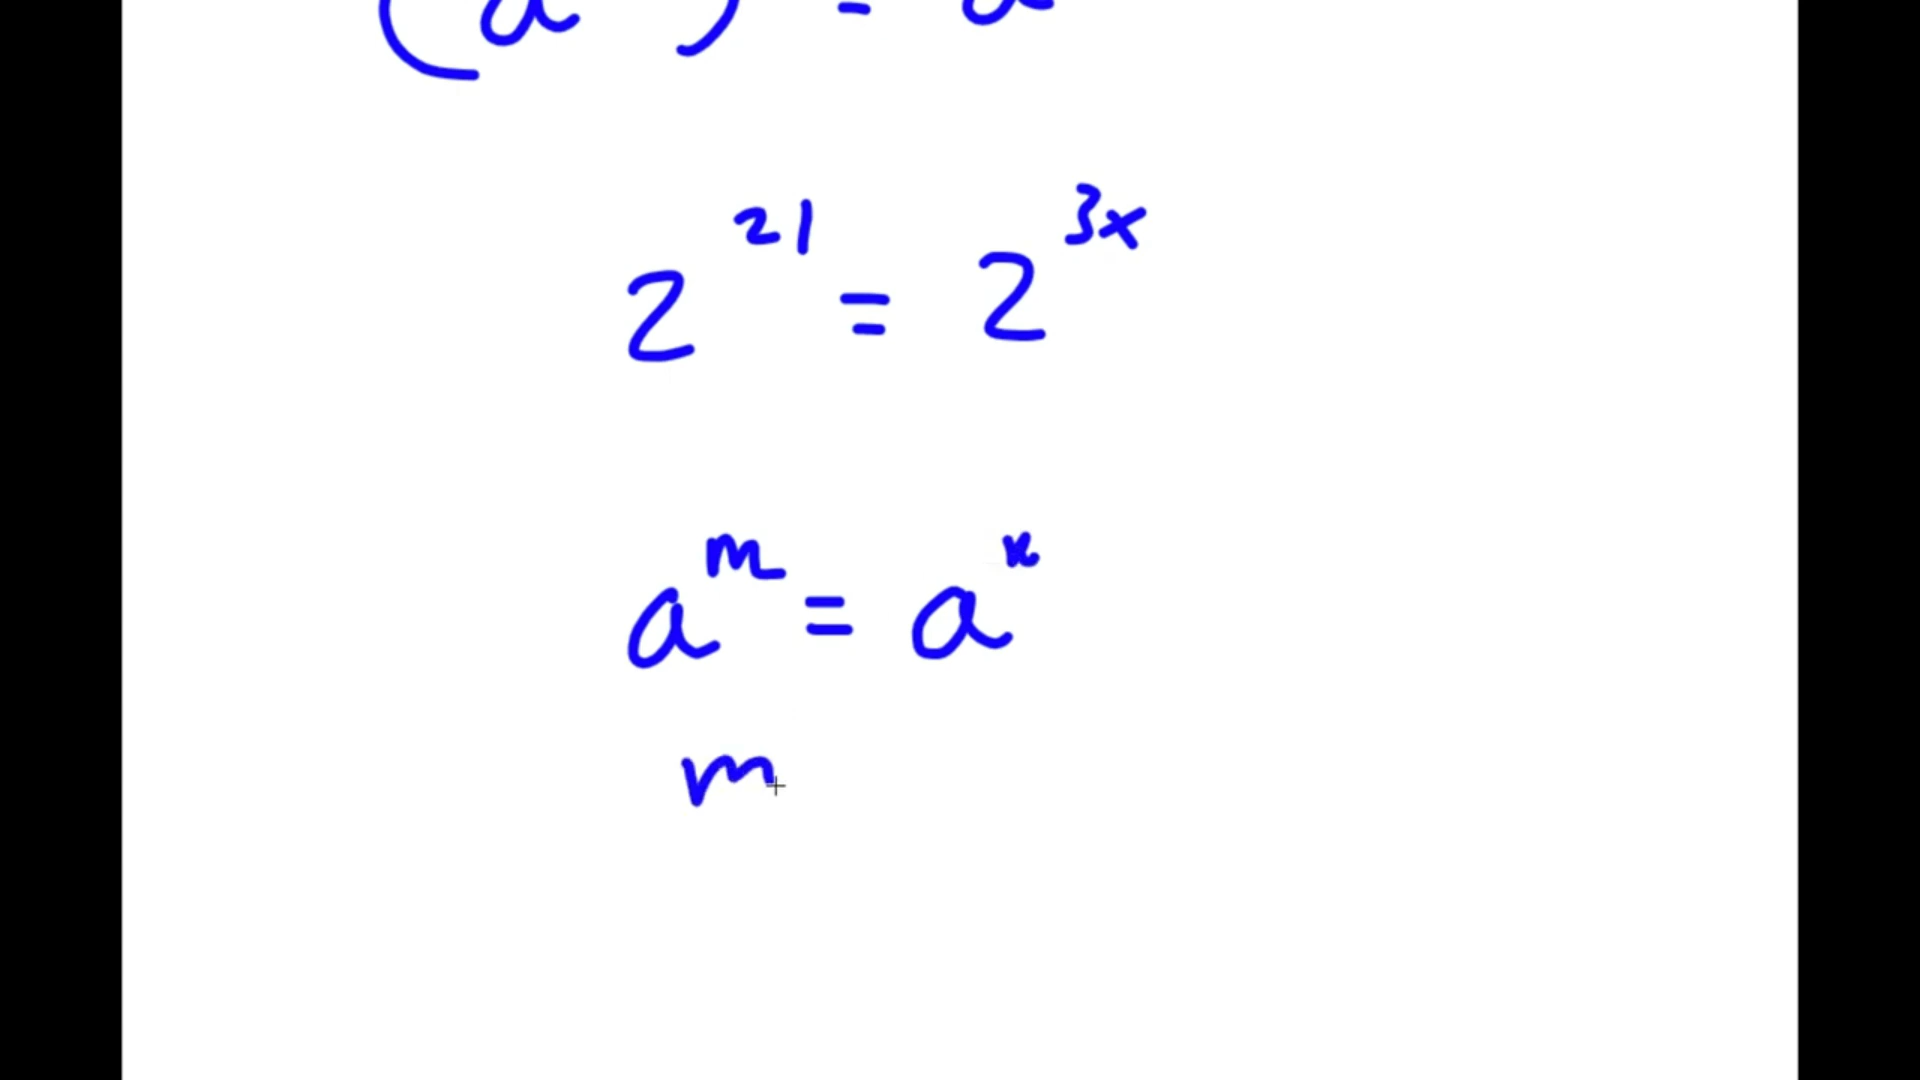 (a ) = a
2^21 = 2^3x
a^m = a^x
m